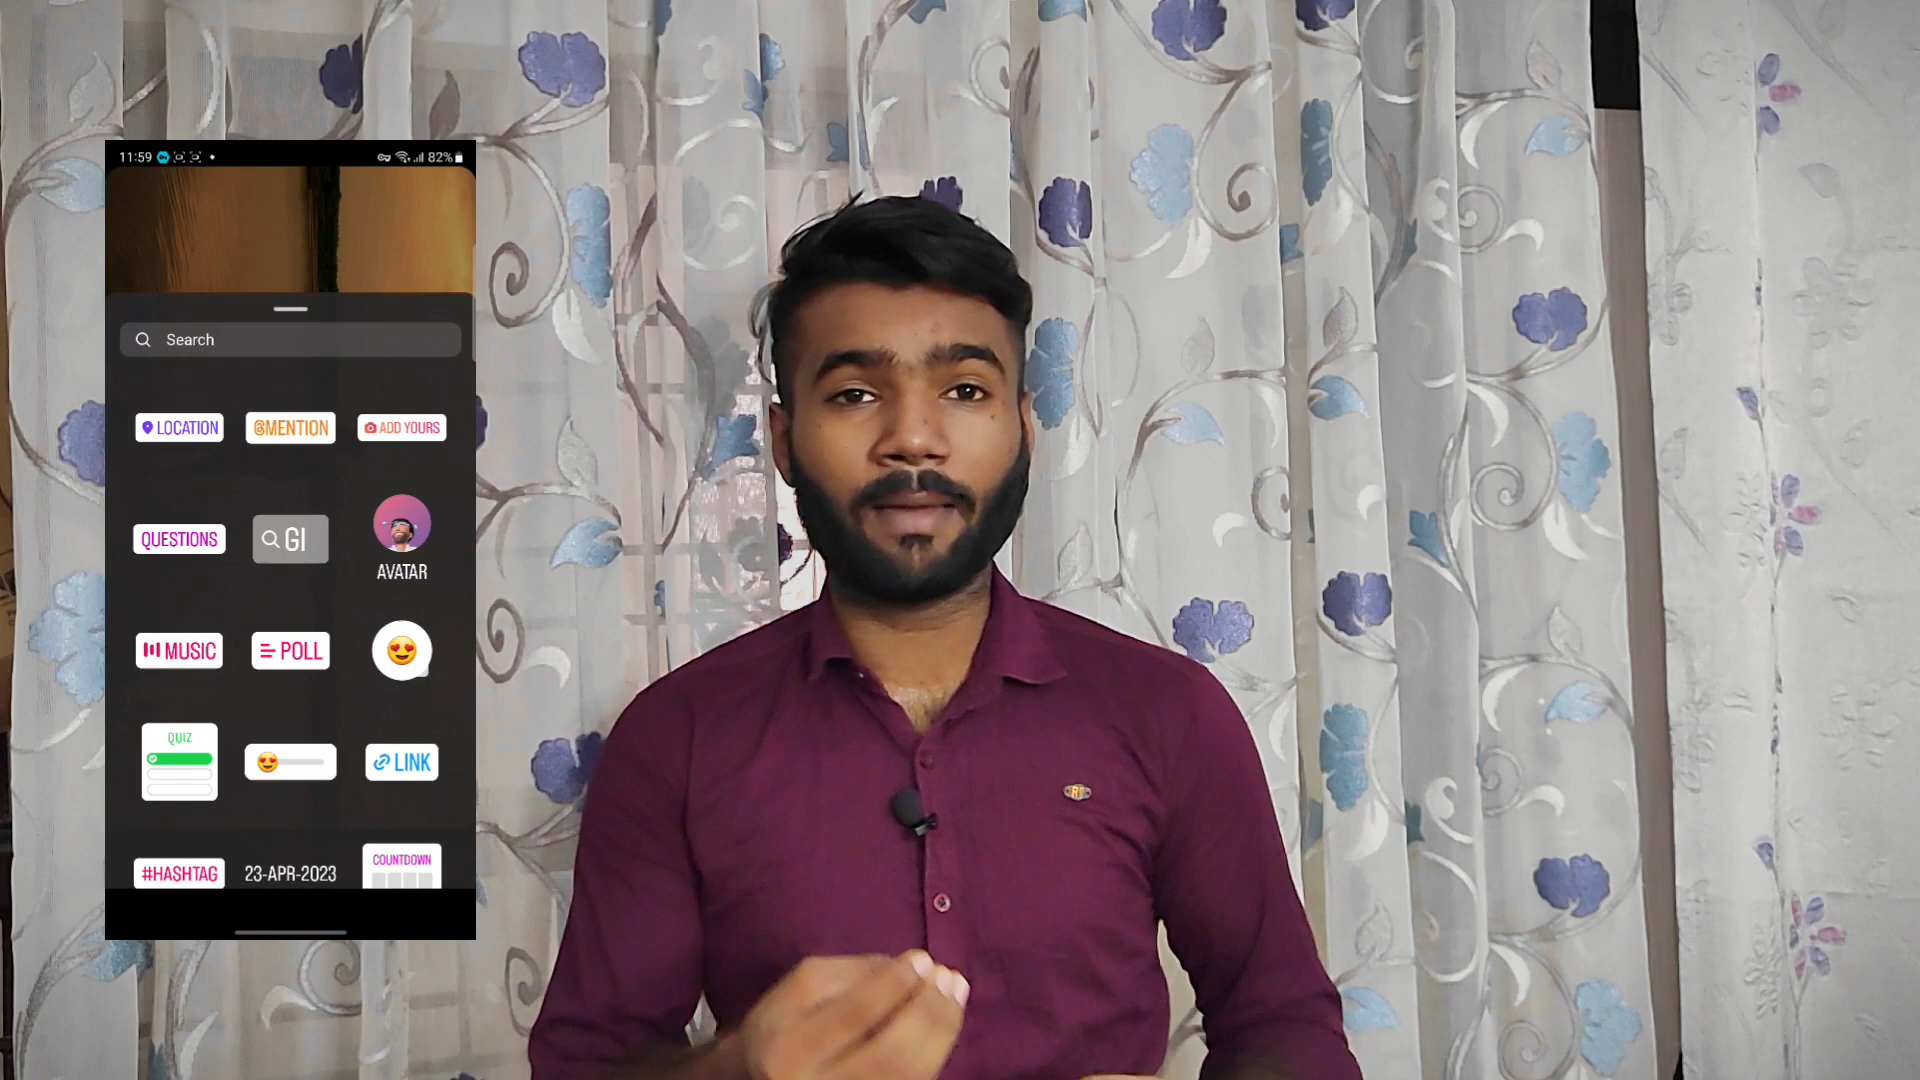 11:59 82%
Search
LOCATION @MENTION ADD YOURS
QUESTIONS GI
AVATAR
MUSIC POLL
QUIZ
LINK
COUNTDOWN
#HASHTAG 23-APR-2023
R